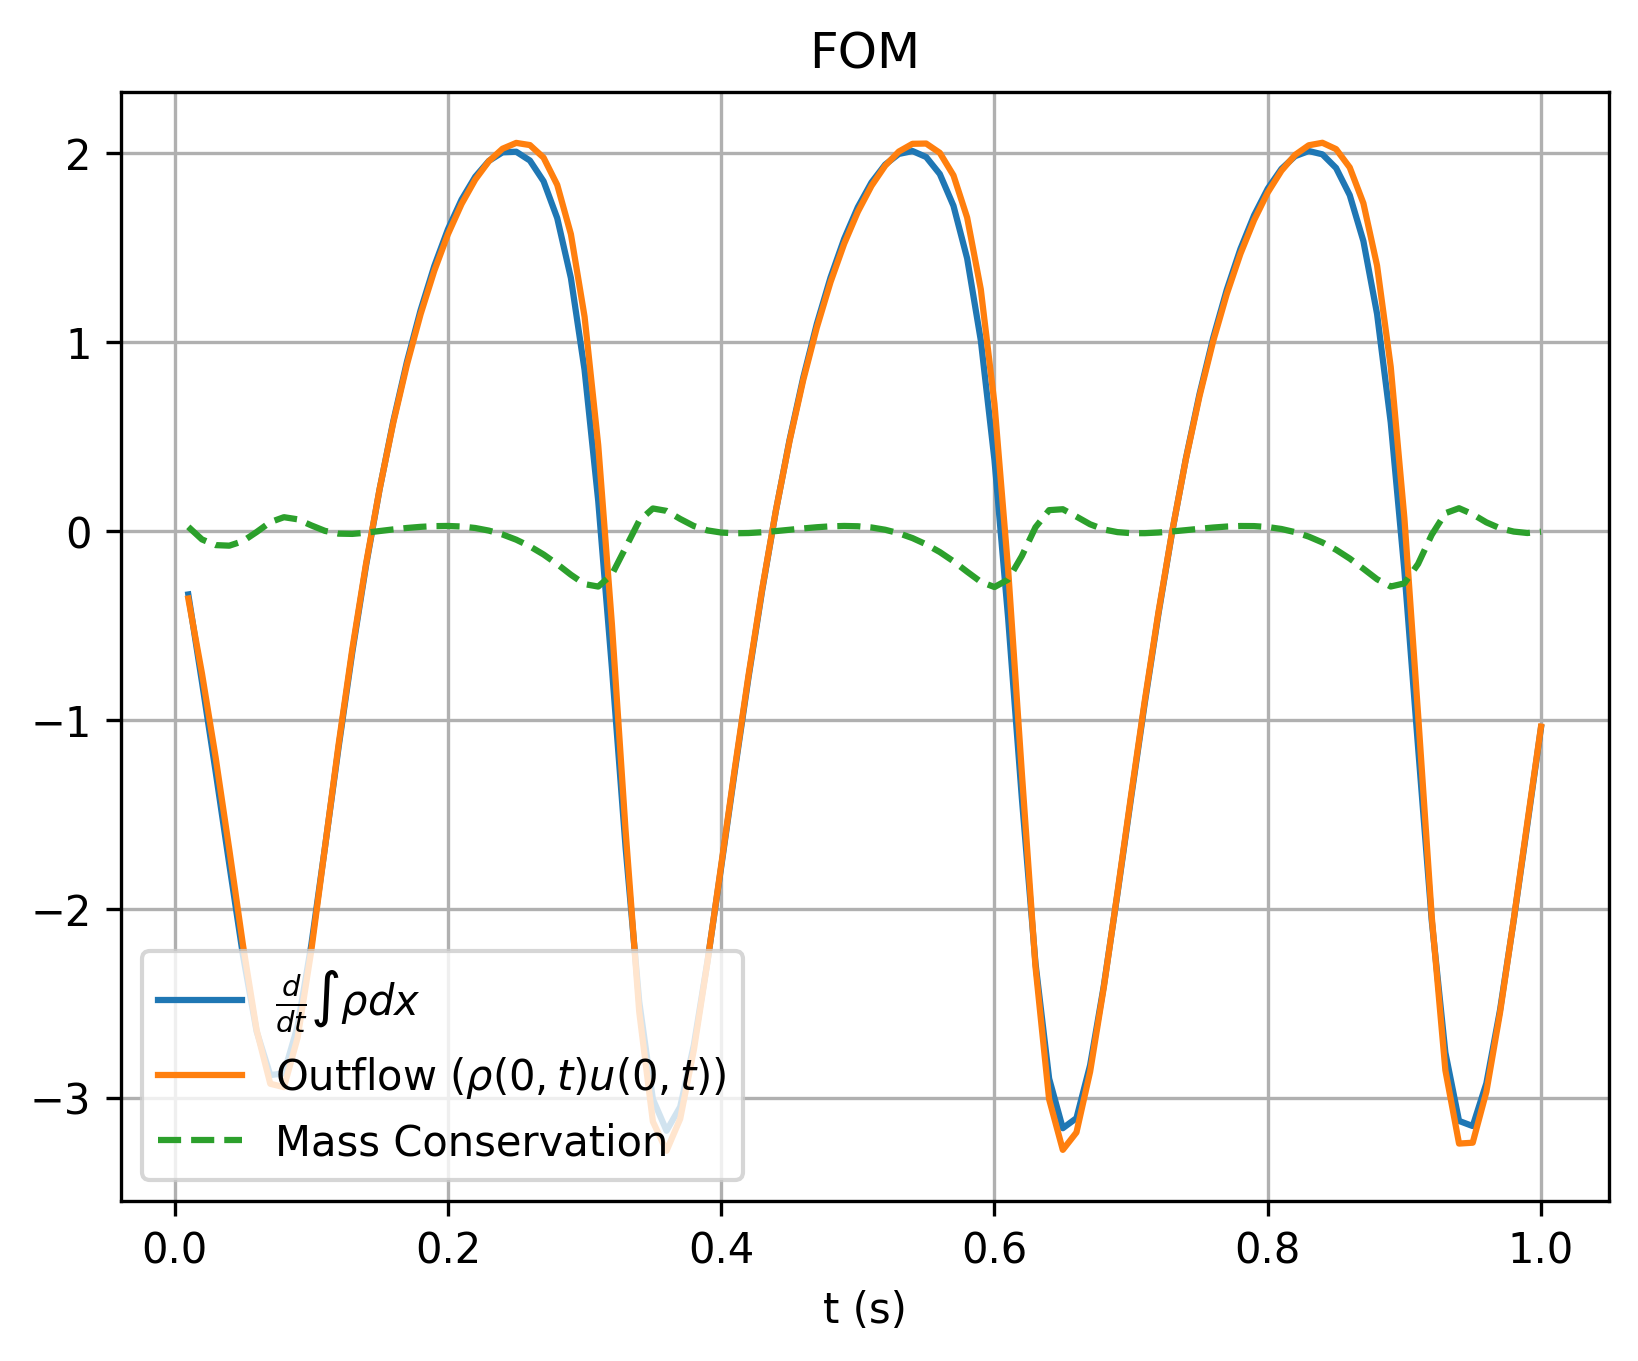 FOM
2
1
0
−1
−2
−3
d/dt ∫ρdx
Outflow (ρ(0, t)u(0, t))
Mass Conservation
0.0 0.2 0.4 0.6 0.8 1.0
t (s)